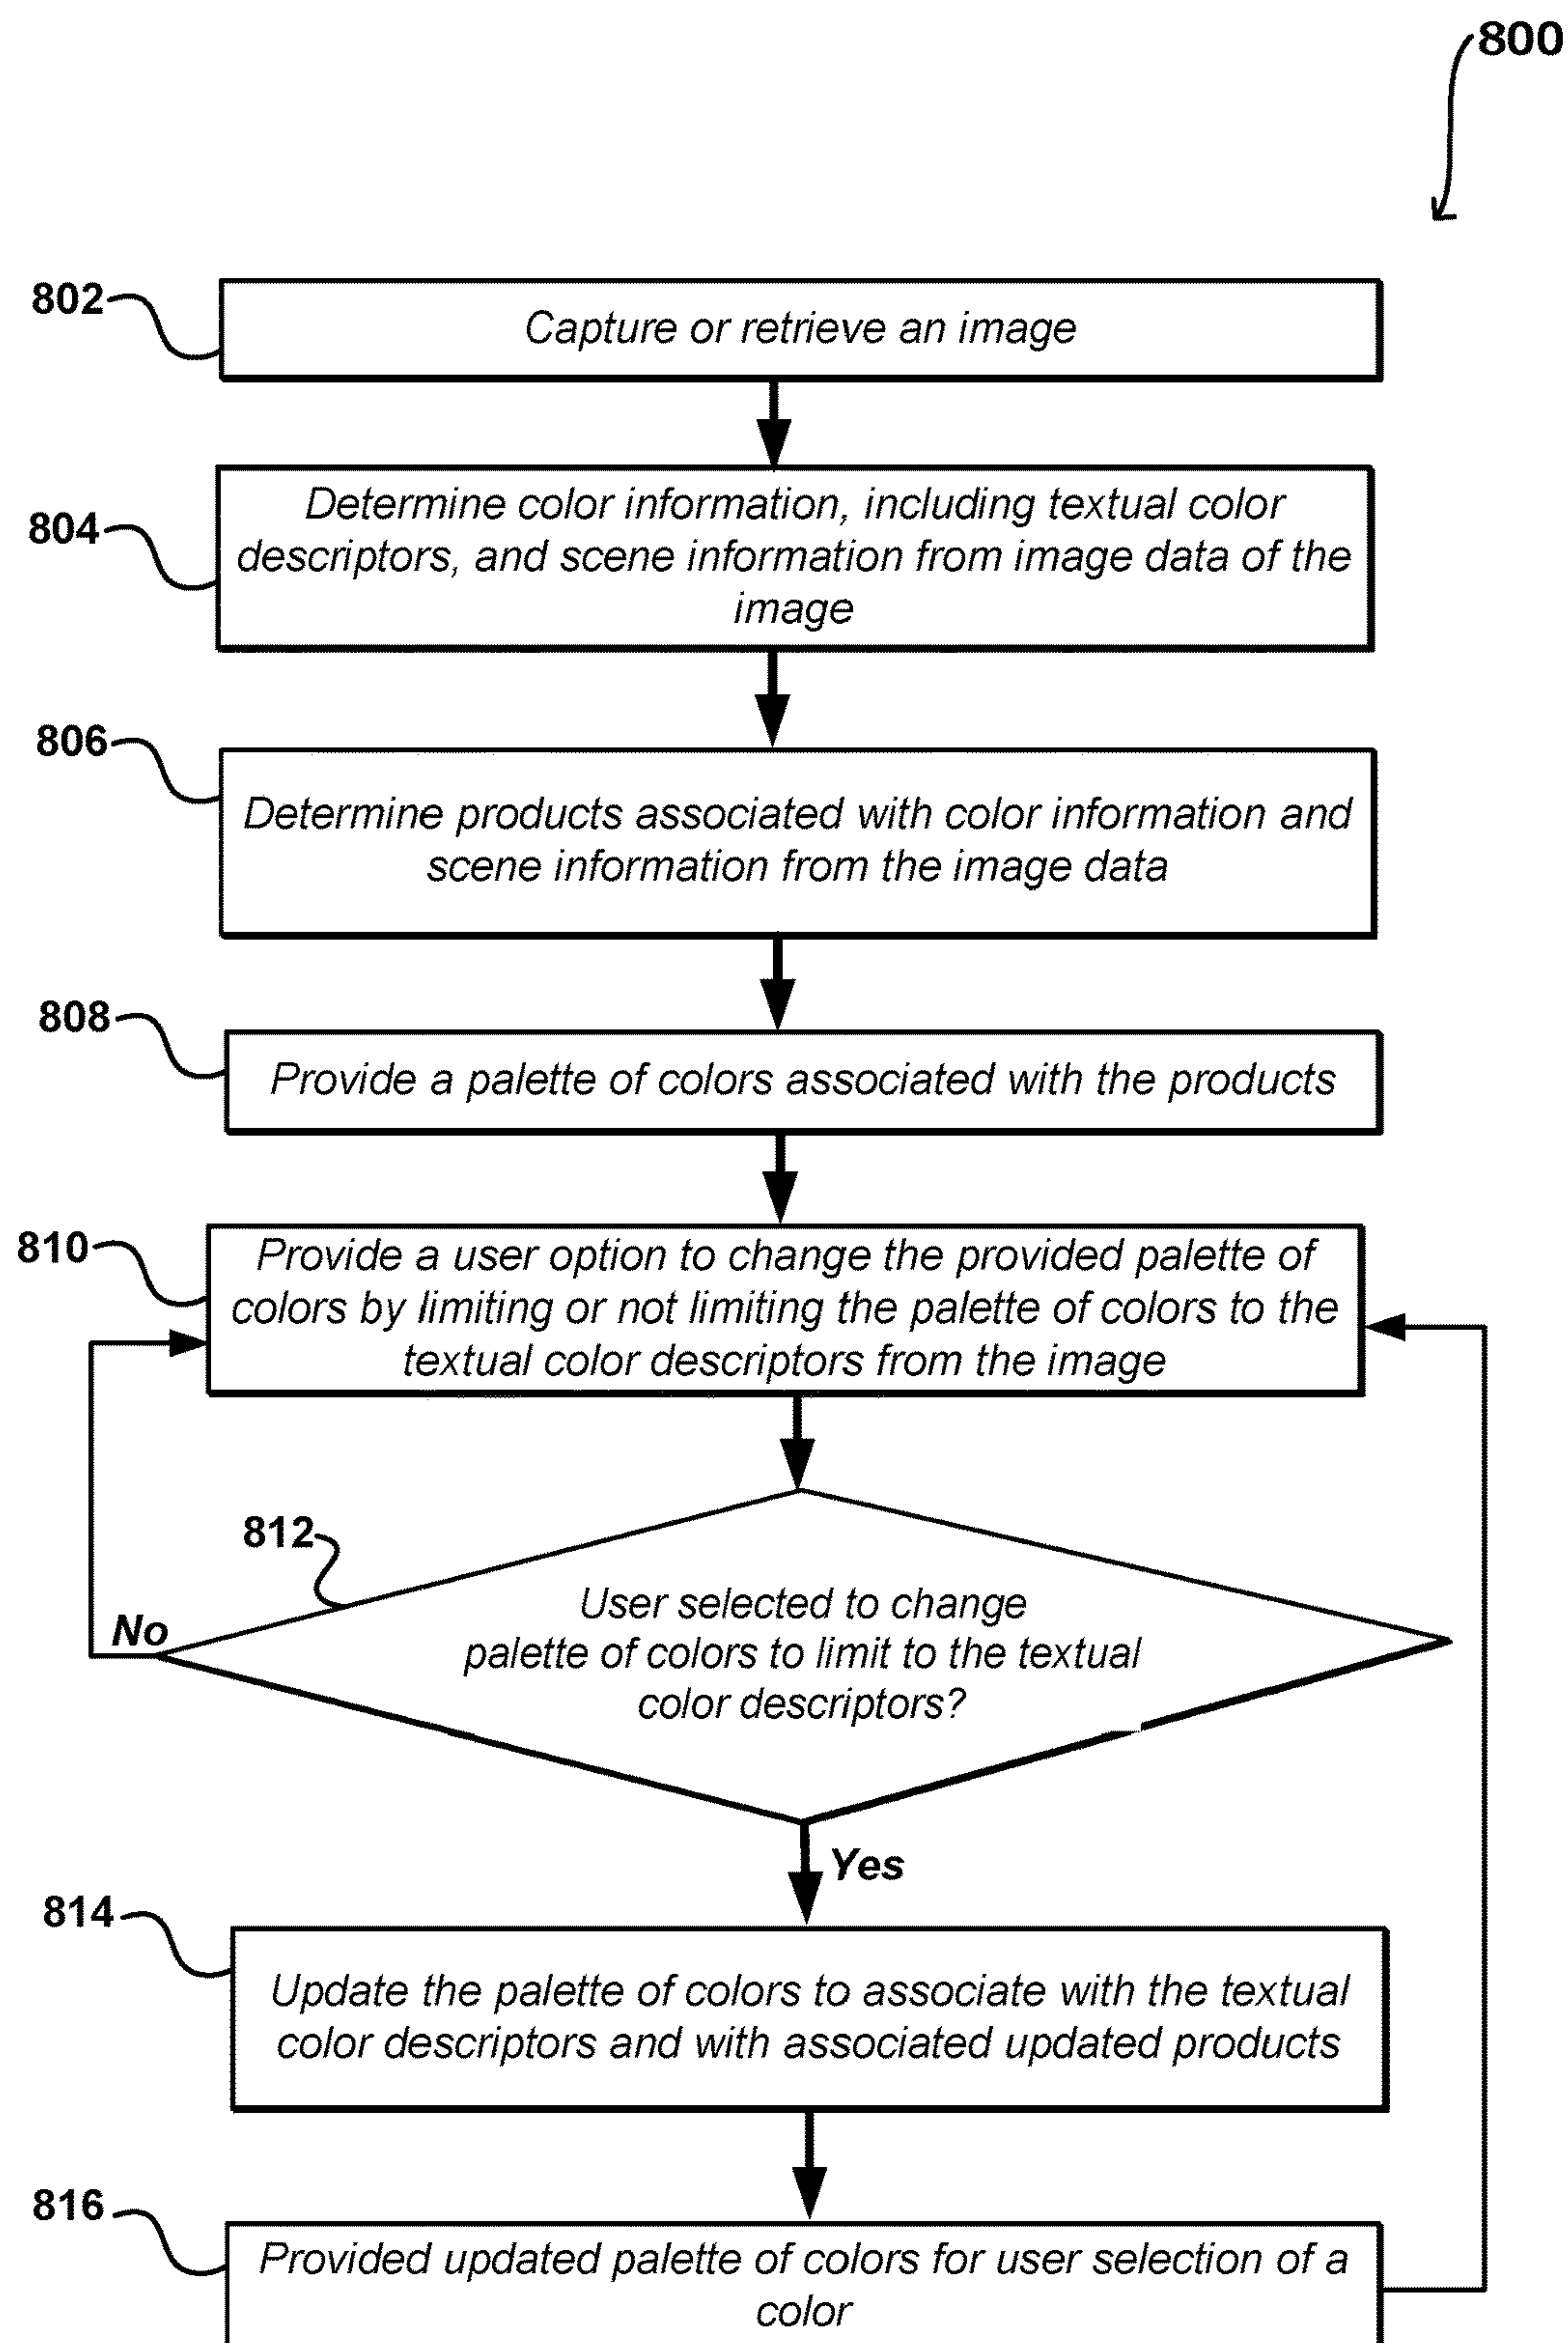 800
802
Capture or retrieve an image
804
Determine color information, including textual color
descriptors, and scene information from image data of the
image
806
Determine products associated with color information and
scene information from the image data
808
Provide a palette of colors associated with the products
810
Provide a user option to change the provided palette of
colors by limiting or not limiting the palette of colors to the
textual color descriptors from the image
812
User selected to change
palette of colors to limit to the textual
color descriptors?
No
Yes
814
Update the palette of colors to associate with the textual
color descriptors and with associated updated products
816
Provided updated palette of colors for user selection of a
color